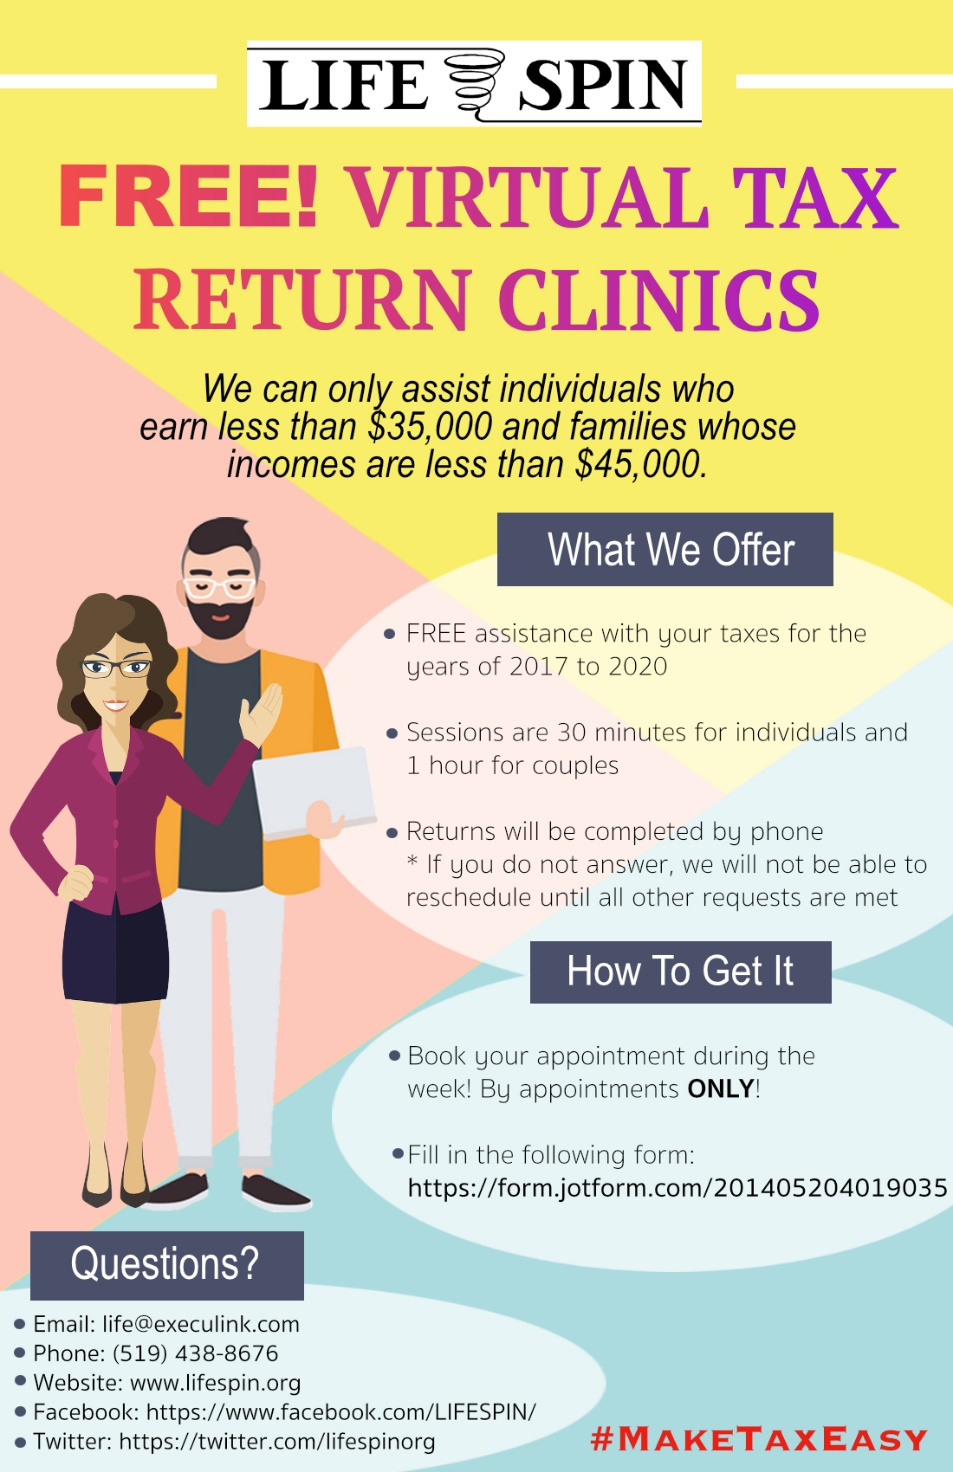 LIFE SPIN
FREE! VIRTUAL TAX
RETURN CLINICS
We can only assist individuals who
earn less than $35,000 and families whose
incomes are less than $45,000.
What We Offer
• FREE assistance with your taxes for the
years of 2017 to 2020
• Sessions are 30 minutes for individuals and
1 hour for couples
• Returns will be completed by phone
* If you do not answer, we will not be able to
reschedule until all other requests are met
How To Get It
• Book your appointment during the
week! By appointments ONLY!
• Fill in the following form:
https://form.jotform.com/201405204019035
Questions?
• Email: life@execulink.com
• Phone: (519) 438-8676
• Website: www.lifespin.org
• Facebook: https://www.facebook.com/LIFESPIN/
• Twitter: https://twitter.com/lifespinorg
#MAKETAXEASY